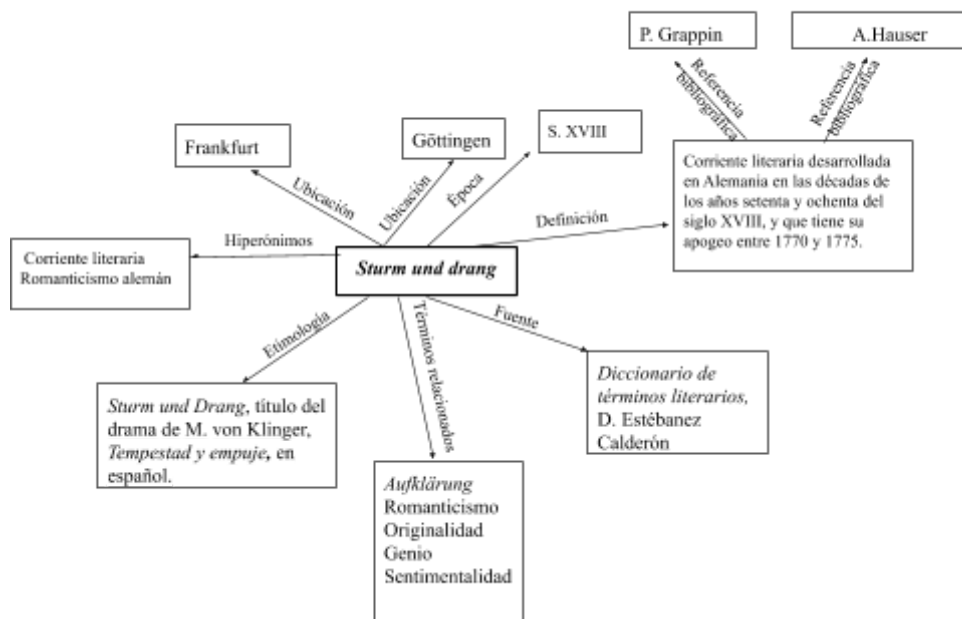 P. Grappin
A.Hauser
Referencia
bibliográfica
Referencia
bibliográfica
Frankfurt
Göttingen
S. XVIII
Ubicación
Ubicación
Época
Corriente literaria desarrollada
en Alemania en las décadas de
los años setenta y ochenta del
siglo XVIII, y que tiene su
apogeo entre 1770 y 1775.
Definición
Hiperónimos
Corriente literaria
Romanticismo alemán
Sturm und drang
Etimología
Términos relacionados
Fuente
Sturm und Drang, título del
drama de M. von Klinger,
Tempestad y empuje, en
español.
Diccionario de
términos literarios,
D. Estébanez
Calderón
Aufklärung
Romanticismo
Originalidad
Genio
Sentimentalidad